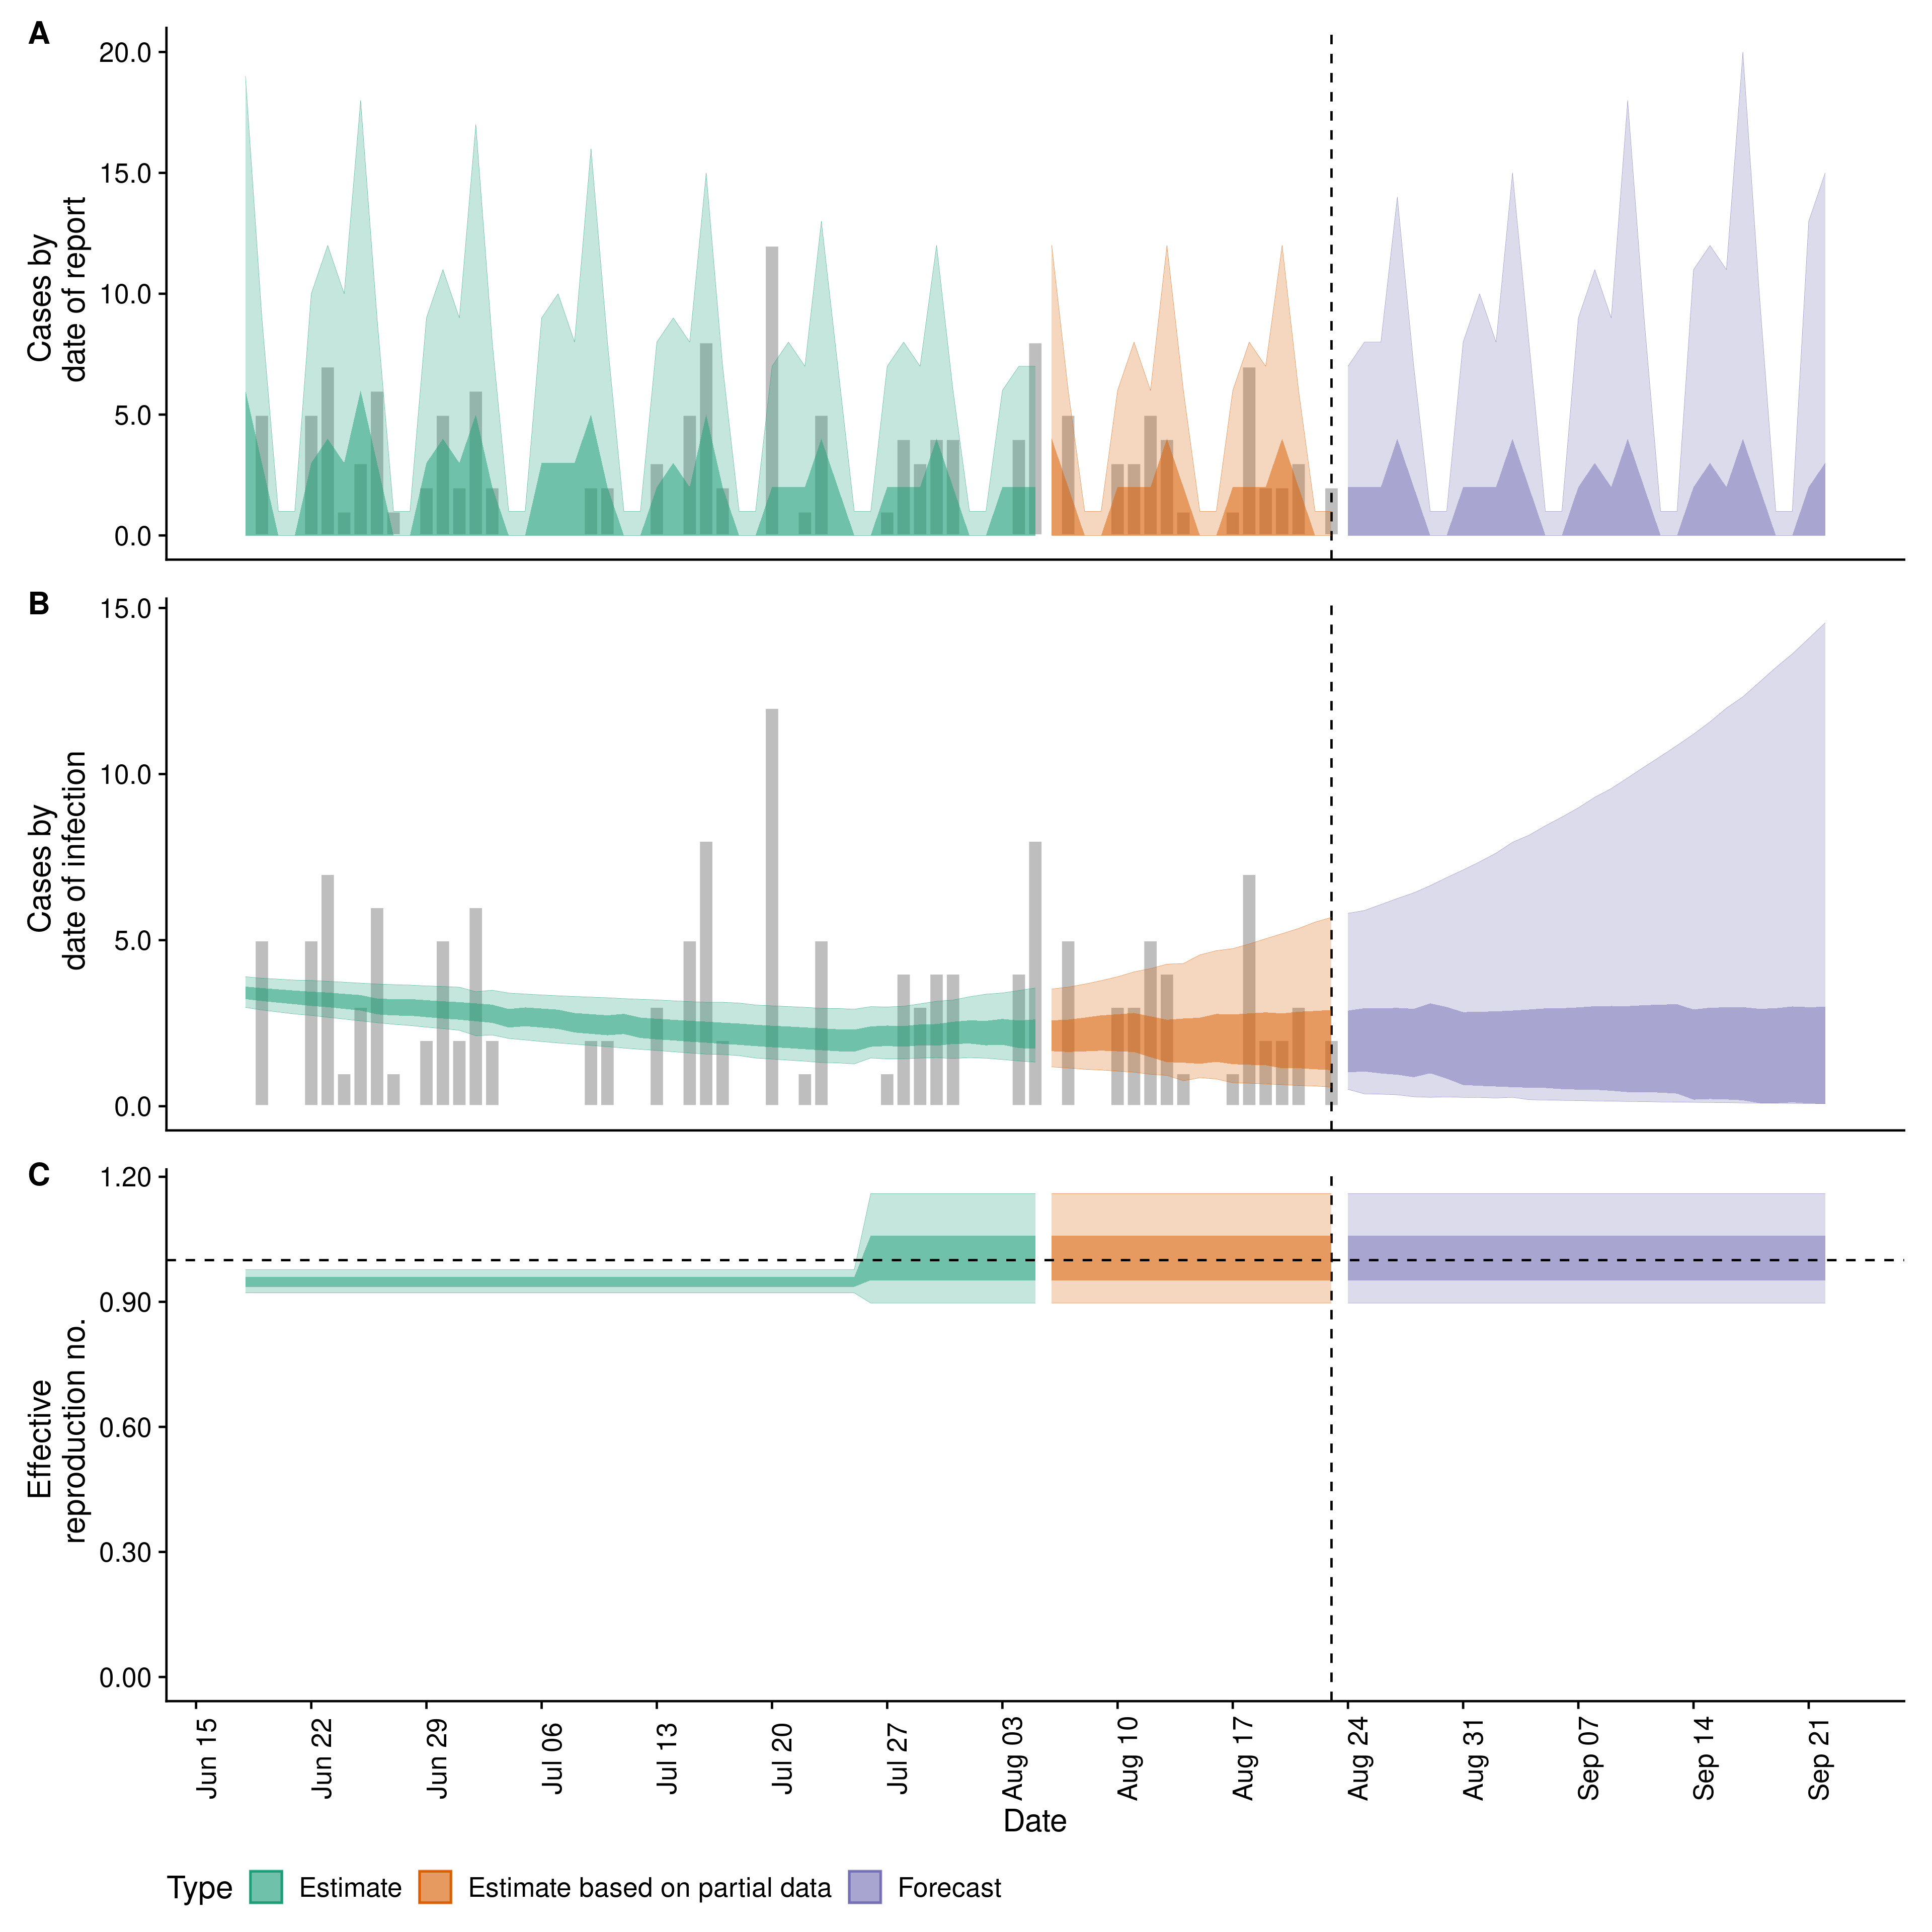 A
Cases by
date of report
20.0
15.0
10.0
5.0
0.0
B
Cases by
date of infection
15.0
10.0
5.0
0.0
C
Effective
reproduction no.
1.20
0.90
0.60
0.30
0.00
Jun 15
Jun 22
Jun 29
Jul 06
Jul 13
Jul 20
Jul 27
Aug 03
Aug 10
Aug 17
Aug 24
Aug 31
Sep 07
Sep 14
Sep 21
Date
Type Estimate Estimate based on partial data Forecast